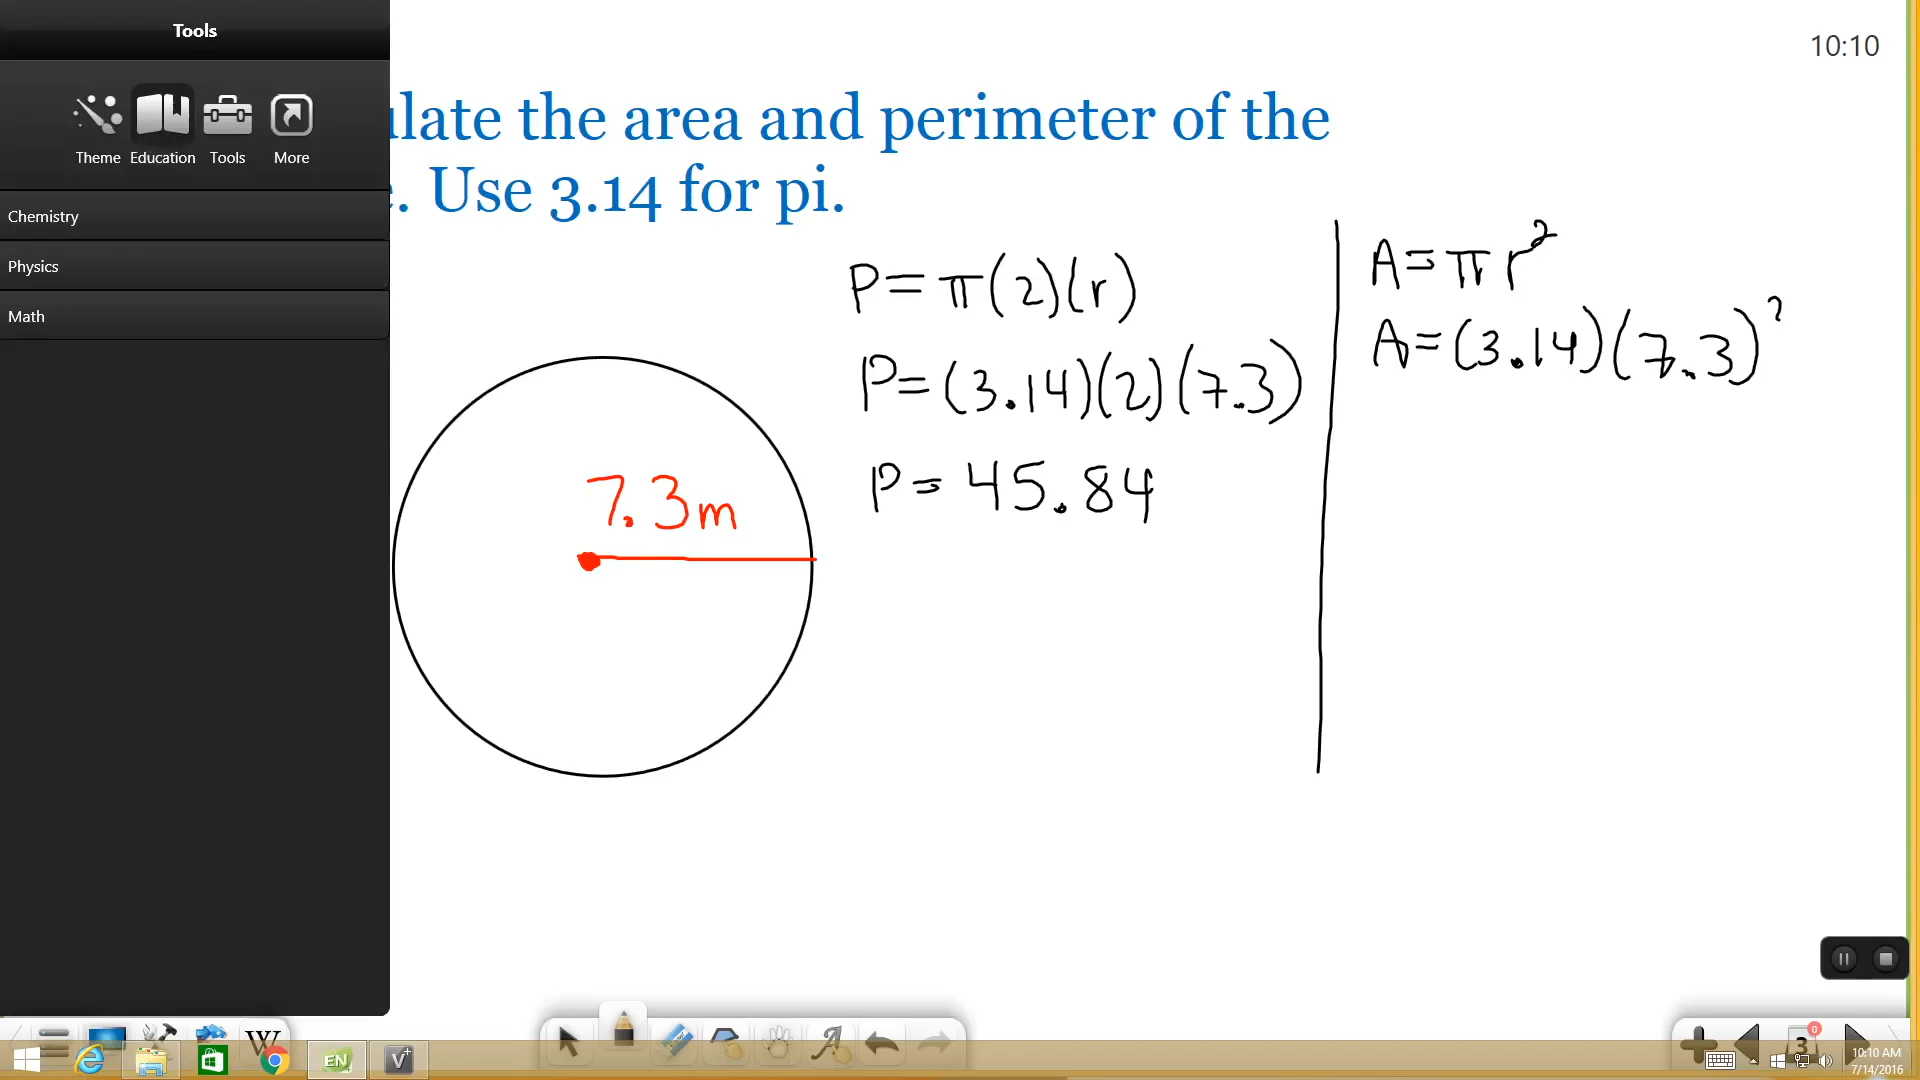 Tools
10:10
Theme Education Tools More
ulate the area and perimeter of the
. Use 3.14 for pi.
Chemistry
Physics
Math
P = π(2)(r)
P = (3.14)(2)(7.3)
P = 45.84
A = πr²
A = (3.14)(7.3)²
7.3m
W
EN
V+
0
3
10:10 AM
7/14/2016